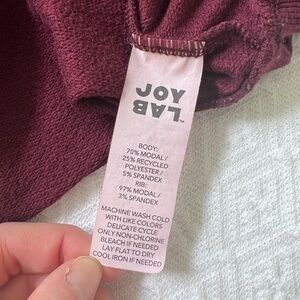 JOY
LAB™
BODY:
70% MODAL /
25% RECYCLED
POLYESTER /
5% SPANDEX
RIB:
97% MODAL /
3% SPANDEX
MACHINE WASH COLD
WITH LIKE COLORS
DELICATE CYCLE
ONLY NON-CHLORINE
BLEACH IF NEEDED
LAY FLAT TO DRY
COOL IRON IF NEEDED